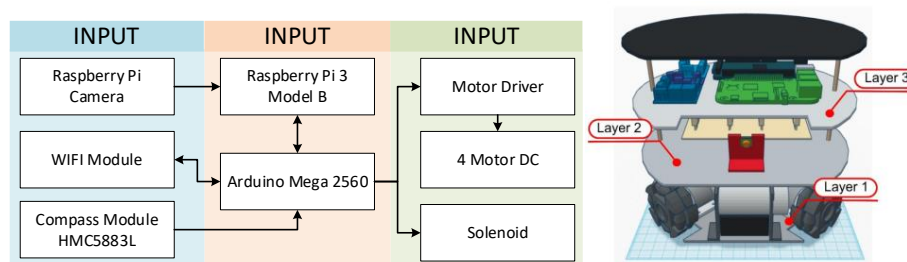 INPUT
INPUT
INPUT
Raspberry Pi
Camera
Raspberry Pi 3
Model B
Motor Driver
WIFI Module
Arduino Mega 2560
4 Motor DC
Compass Module
HMC5883L
Solenoid
Layer 3
Layer 2
Layer 1